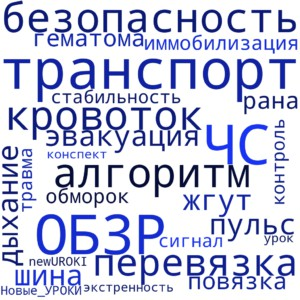 безопасность
гематома иммобилизация
транспорт
стабильность
рана
кровоток
эвакуация
ЧС
контроль
дыхание
травма
конспект
алгоритм
обморок
жгут
ОБЗР
сигнал
пульс
урок
newUROKI
перевязка
шина
повязка
Новые_УРОКИ
экстренность